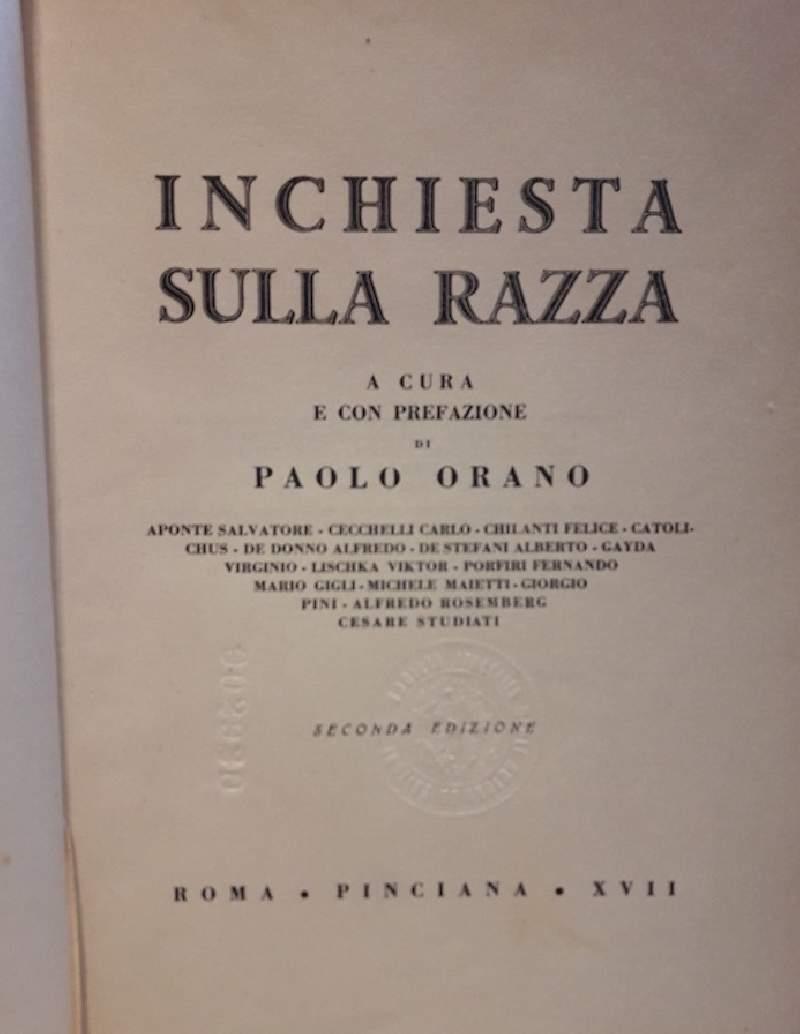 INCHIESTA
SULLA RAZZA
A CURA
E CON PREFAZIONE
DI
PAOLO ORANO
APONTE SALVATORE - CECCHELLI CARLO - CHILANTI FELICE - CATOLI-
CHUS - DE DONNO ALFREDO - DE STEFANI ALBERTO - GAYDA
VIRGINIO - LISCHKA VIKTOR - PORFIRI FERNANDO
MARIO GIGLI - MICHELE MAIETTI - GIORGIO
PINI - ALFREDO ROSEMBERG
CESARE STUDIATI
SECONDA EDIZIONE
ROMA • PINCIANA • XVII